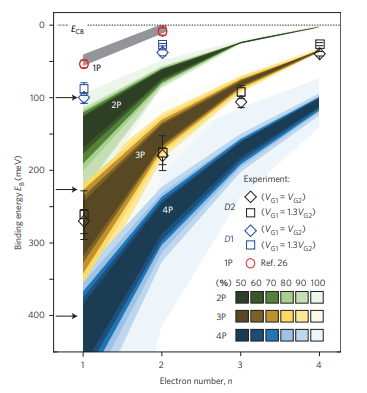 0
E_CB
1P
2P
100
Binding energy E_B (meV)
3P
200
4P
Experiment:
D2
(V_G1 = V_G2)
(V_G1 = 1.3V_G2)
D1
(V_G1 = V_G2)
(V_G1 = 1.3V_G2)
1P Ref. 26
300
(%) 50 60 70 80 90 100
2P
3P
400
4P
1 2 3 4
Electron number, n